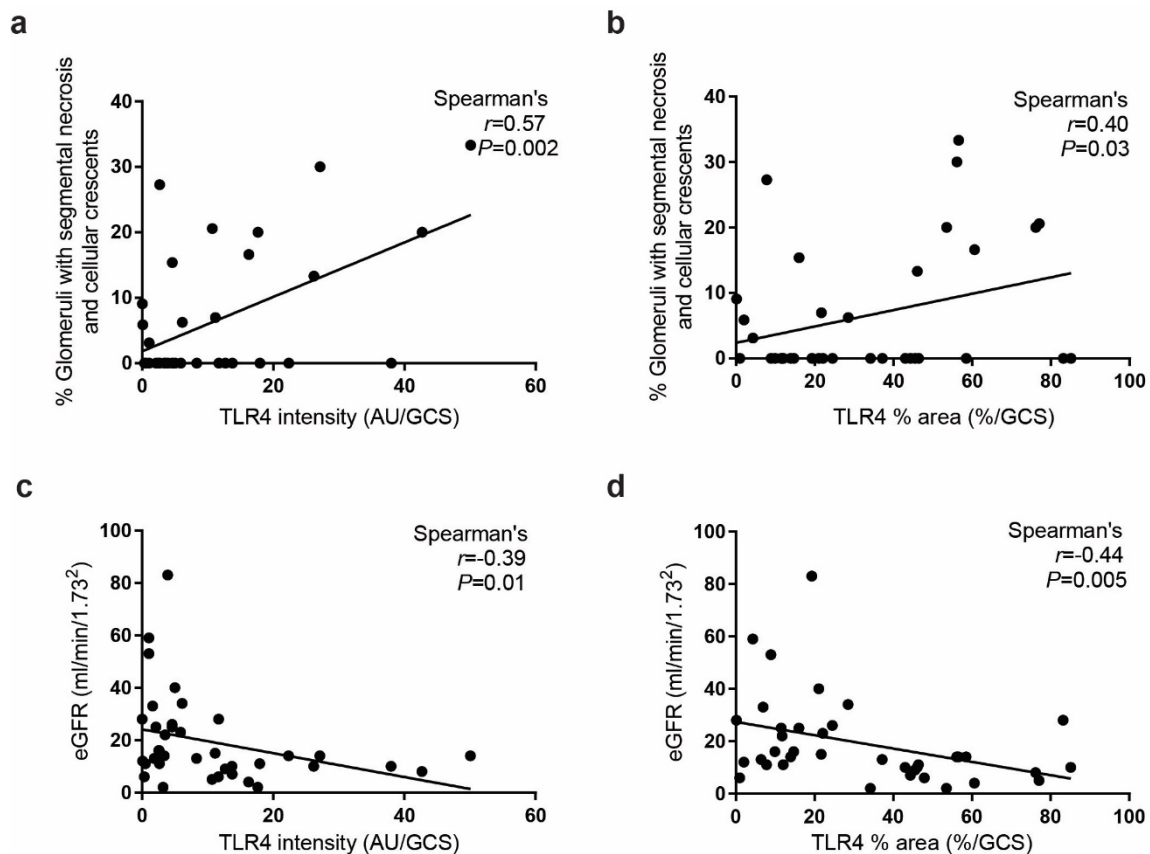 a
% Glomeruli with segmental necrosis
and cellular crescents
40
30
20
10
0
0 20 40 60
TLR4 intensity (AU/GCS)
Spearman's
r=0.57
P=0.002
b
% Glomeruli with segmental necrosis
and cellular crescents
40
30
20
10
0
0 20 40 60 80 100
TLR4 % area (%/GCS)
Spearman's
r=0.40
P=0.03
c
eGFR (ml/min/1.73²)
100
80
60
40
20
0
0 20 40 60
TLR4 intensity (AU/GCS)
Spearman's
r=-0.39
P=0.01
d
eGFR (ml/min/1.73²)
100
80
60
40
20
0
0 20 40 60 80 100
TLR4 % area (%/GCS)
Spearman's
r=-0.44
P=0.005